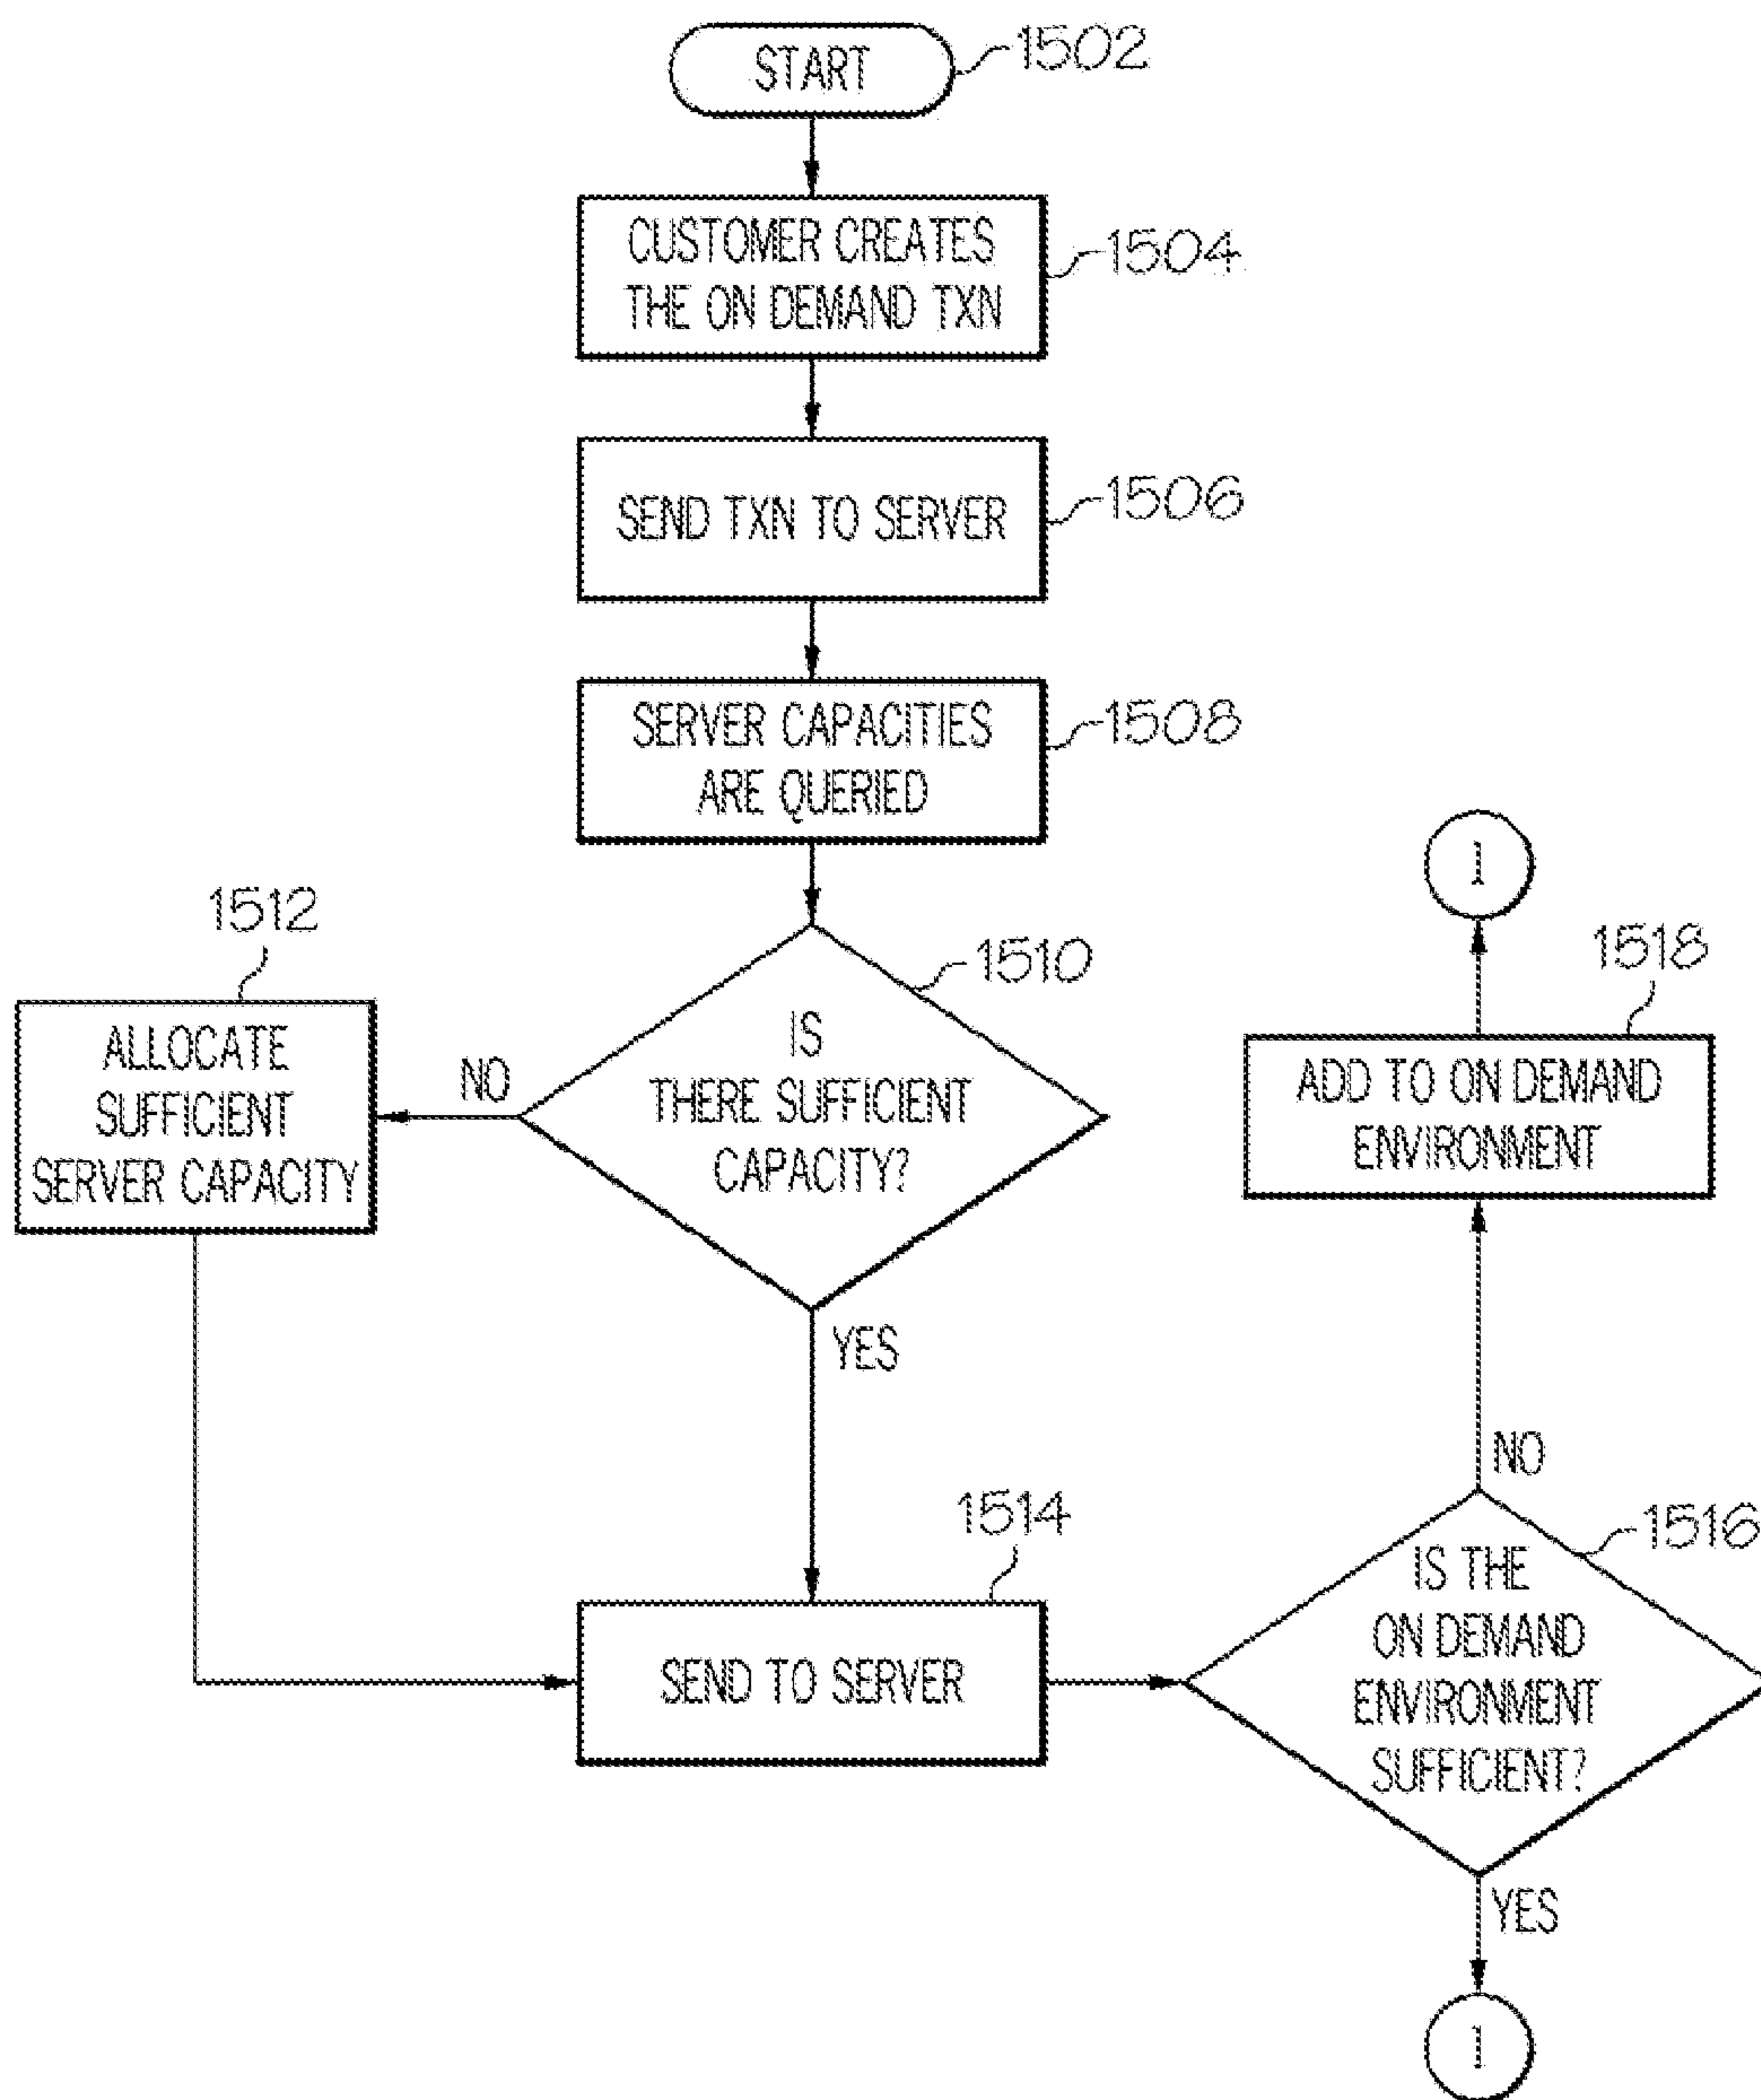 START
1502
CUSTOMER CREATES
THE ON DEMAND TXN
1504
SEND TXN TO SERVER
1506
SERVER CAPACITIES
ARE QUERIED
1508
1512
ALLOCATE
SUFFICIENT
SERVER CAPACITY
NO
1510
IS
THERE SUFFICIENT
CAPACITY?
YES
1514
SEND TO SERVER
1516
IS THE
ON DEMAND
ENVIRONMENT
SUFFICIENT?
NO
1518
ADD TO ON DEMAND
ENVIRONMENT
1
YES
1